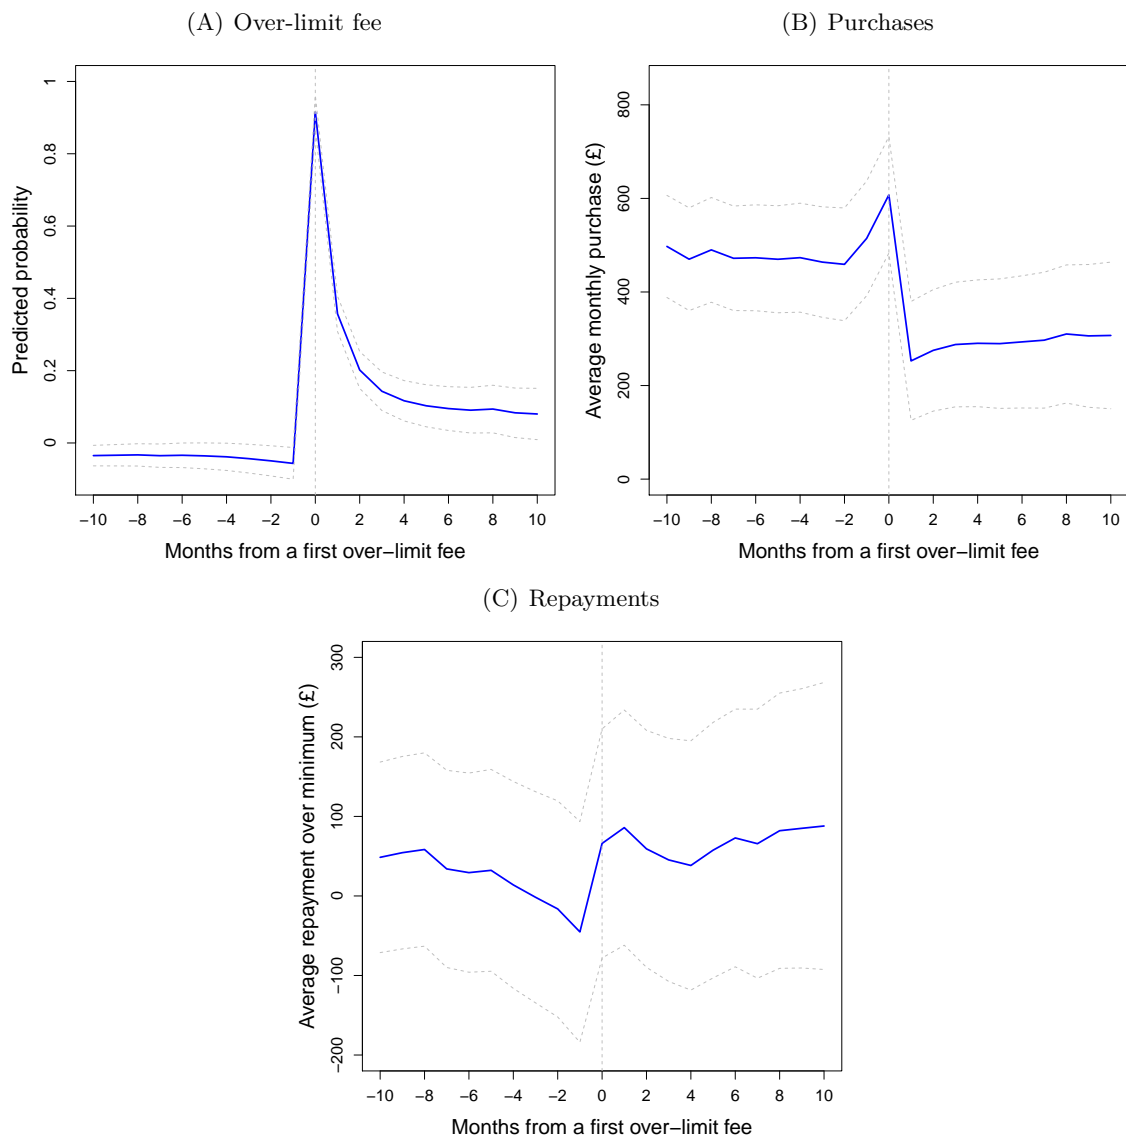 (A) Over-limit fee
Predicted probability
1
0.8
0.6
0.4
0.2
0
−10 −8 −6 −4 −2 0 2 4 6 8 10
Months from a first over−limit fee
(B) Purchases
Average monthly purchase (£)
800
600
400
200
0
−10 −8 −6 −4 −2 0 2 4 6 8 10
Months from a first over−limit fee
(C) Repayments
Average repayment over minimum (£)
300
200
100
0
−100
−200
−10 −8 −6 −4 −2 0 2 4 6 8 10
Months from a first over−limit fee